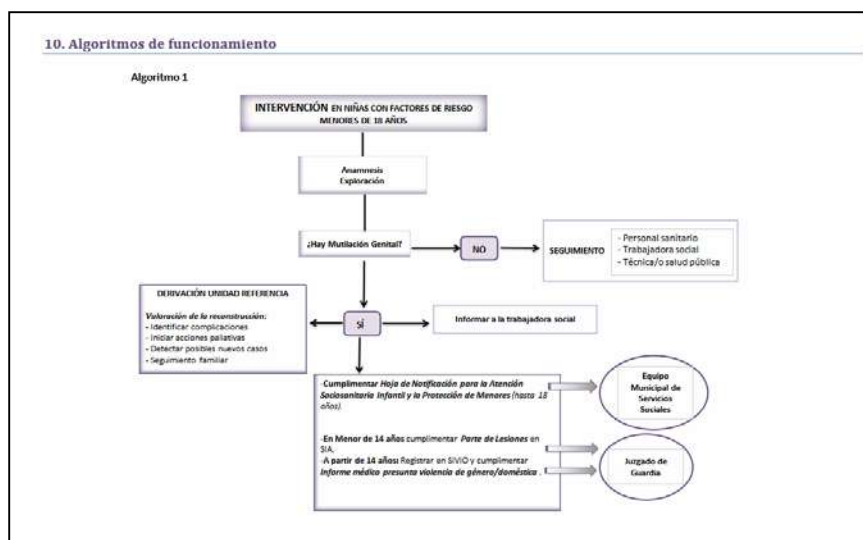 10. Algoritmos de funcionamiento
Algoritmo 1
INTERVENCIÓN EN NIÑAS CON FACTORES DE RIESGO
MENORES DE 18 AÑOS
Anamnesis
Exploración
¿Hay Mutilación Genital?
NO
SEGUIMIENTO
- Personal sanitario
- Trabajadora social
- Técnica/o salud pública
DERIVACIÓN UNIDAD REFERENCIA
Valoración de la reconstrucción:
- Identificar complicaciones
- Iniciar acciones paliativas
- Detectar posibles nuevos casos
- Seguimiento familiar
SÍ
Informar a la trabajadora social
-Cumplimentar Hoja de Notificación para la Atención
Sociosanitaria Infantil y la Protección de Menores (hasta 18
años).
-En Menor de 14 años cumplimentar Parte de Lesiones en
SIA.
-A partir de 14 años: Registrar en SIVIO y cumplimentar
Informe médico presunta violencia de género/doméstica .
Equipo
Municipal de
Servicios
Sociales
Juzgado de
Guardia